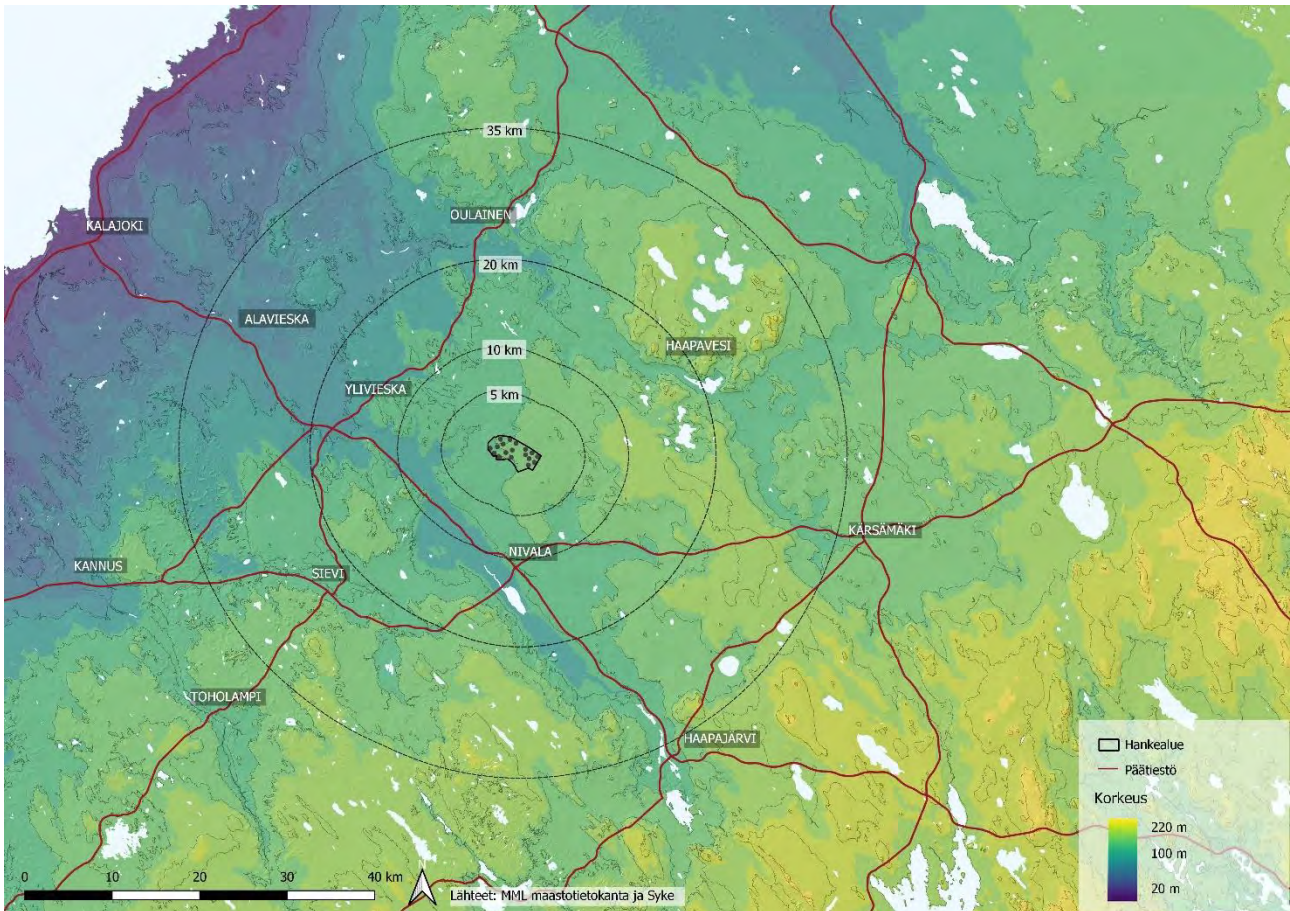 35 km
OULAINEN
KALAJOKI
20 km
ALAVIESKA
HAAPAVESI
10 km
YLIVIESKA
5 km
KÄRSÄMÄKI
NIVALA
KANNUS
SIEVI
TOHOLAMPI
HAAPAJÄRVI
Hankealue
Päätiestö
Korkeus
220 m
100 m
20 m
0 10 20 30 40 km
Lähteet: MML maastotietokanta ja Syke